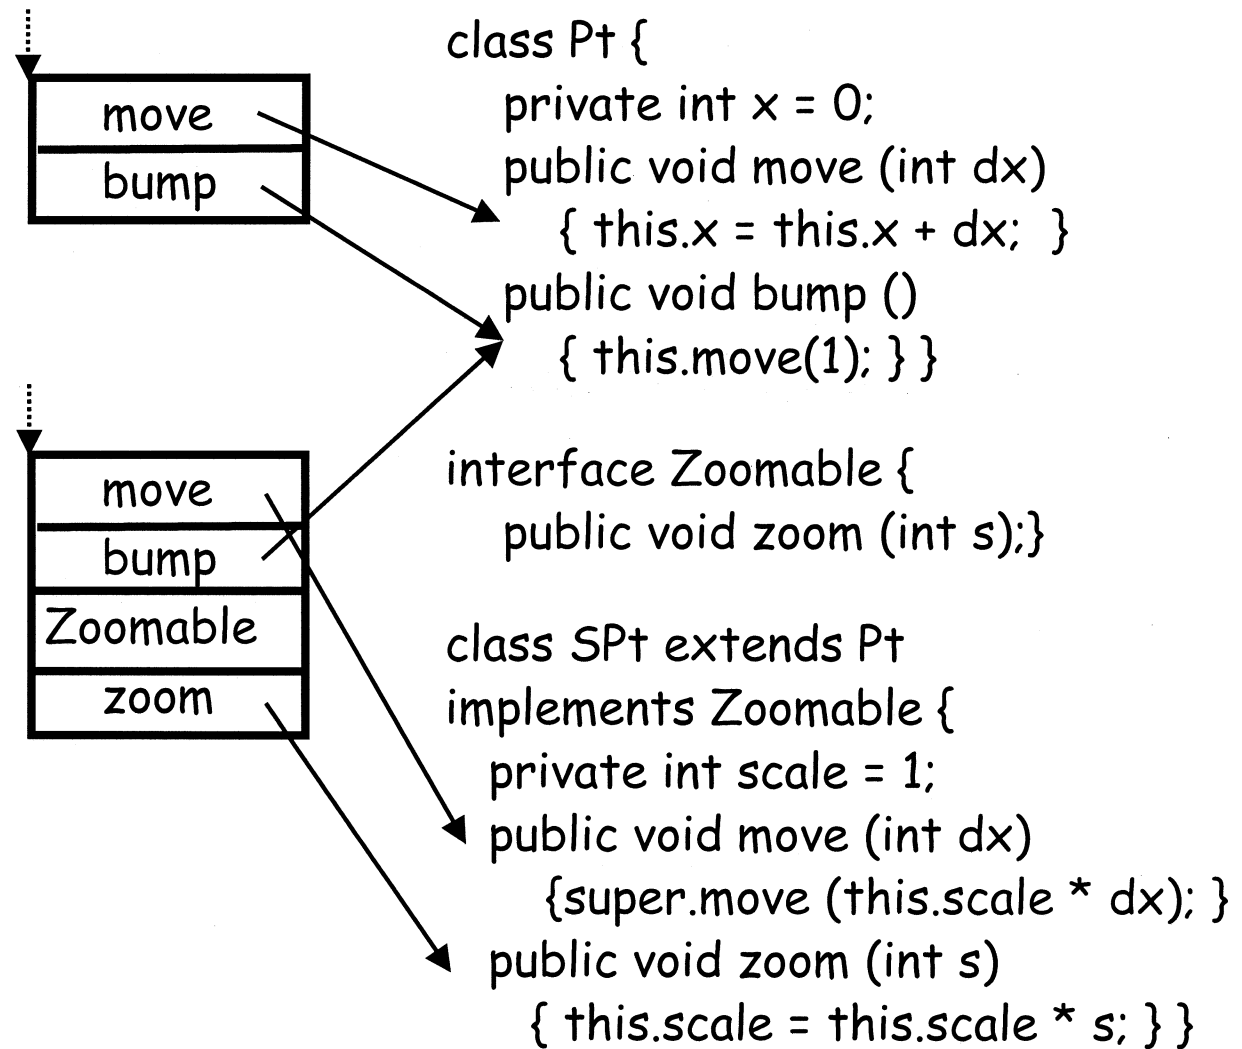 move
bump
move
bump
Zoomable
zoom
class Pt {
private int x = 0;
public void move (int dx)
{ this.x = this.x + dx; }
public void bump ()
{ this.move(1); } }
interface Zoomable {
public void zoom (int s);}
class SPt extends Pt
implements Zoomable {
private int scale = 1;
public void move (int dx)
{super.move (this.scale * dx); }
public void zoom (int s)
{ this.scale = this.scale * s; } }